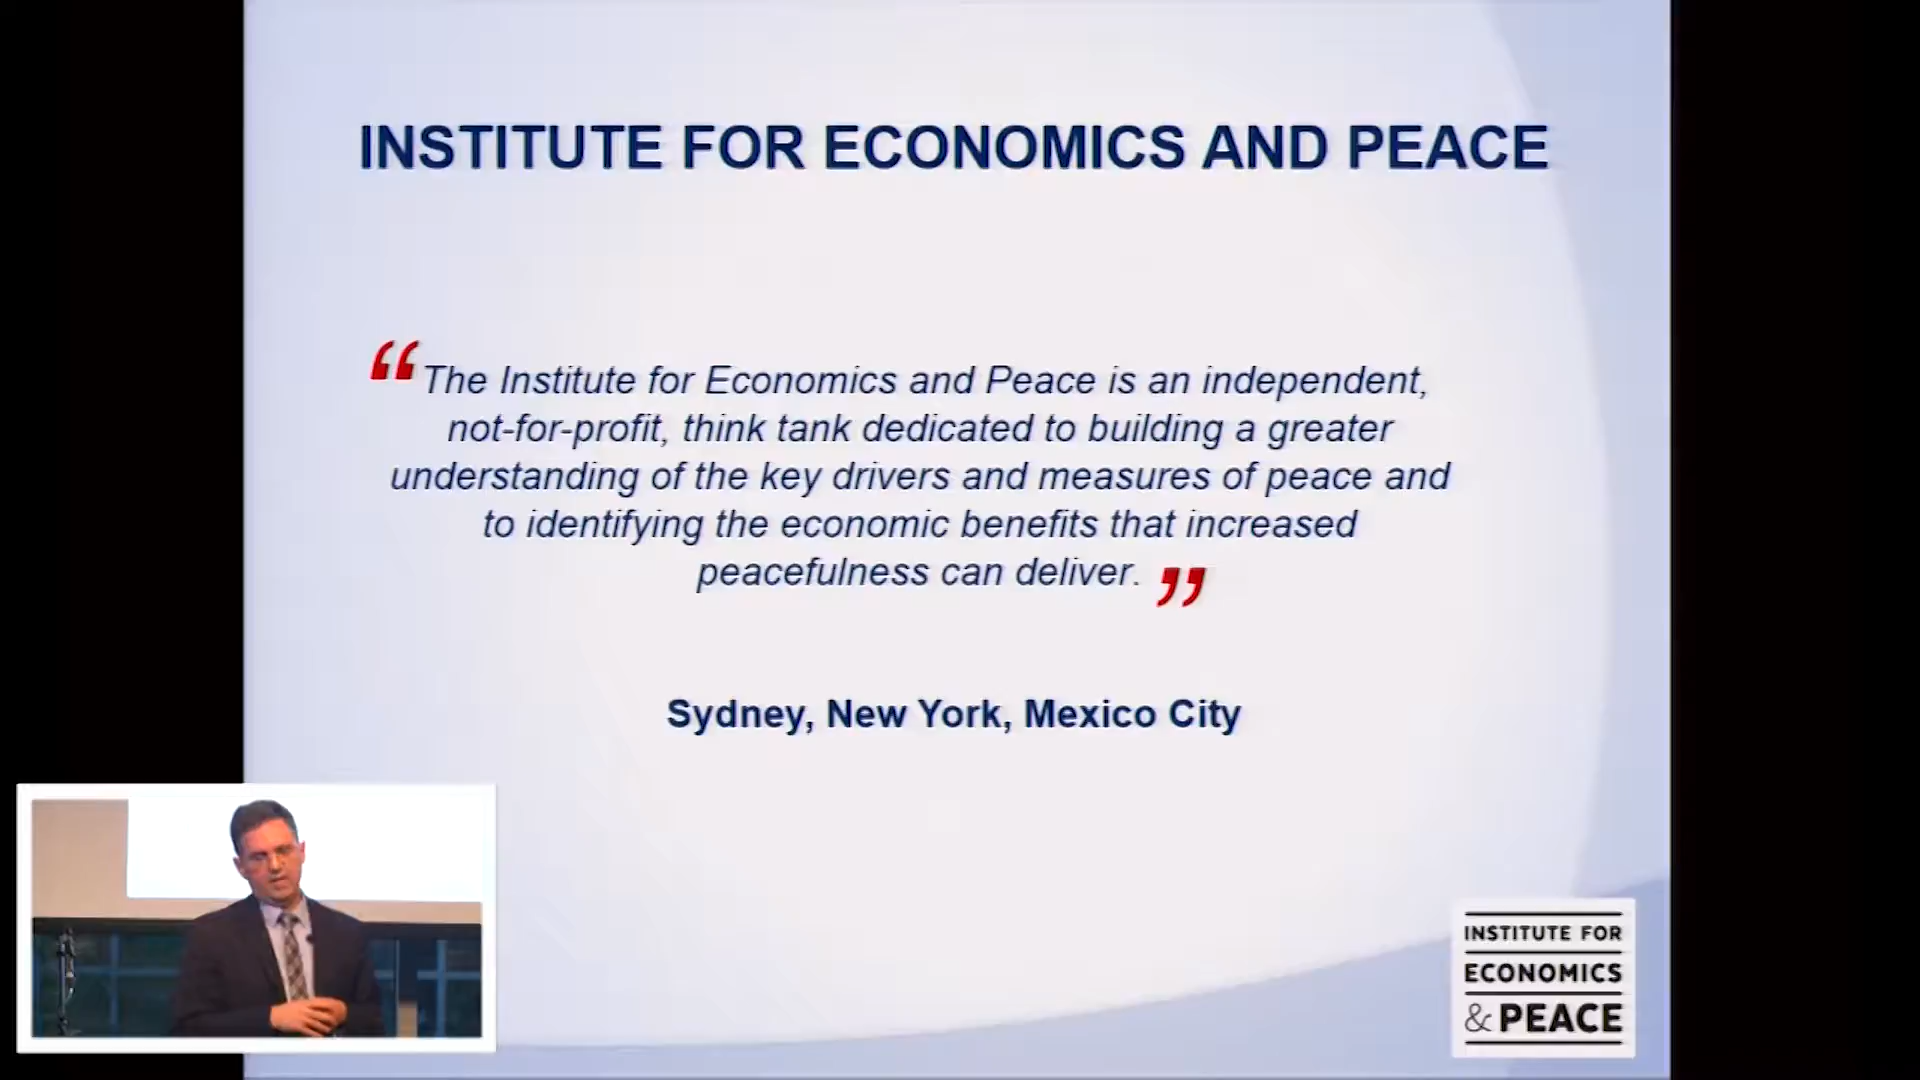 INSTITUTE FOR ECONOMICS AND PEACE
“The Institute for Economics and Peace is an independent,
not-for-profit, think tank dedicated to building a greater
understanding of the key drivers and measures of peace and
to identifying the economic benefits that increased
peacefulness can deliver. ”
Sydney, New York, Mexico City
INSTITUTE FOR
ECONOMICS
& PEACE